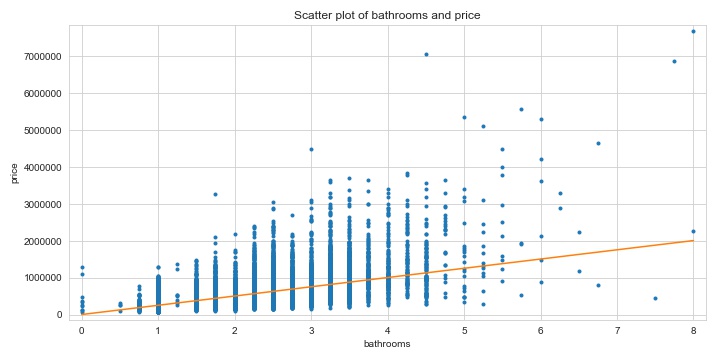 Scatter plot of bathrooms and price
price
7000000
6000000
5000000
4000000
3000000
2000000
1000000
0
0 1 2 3 4 5 6 7 8
bathrooms